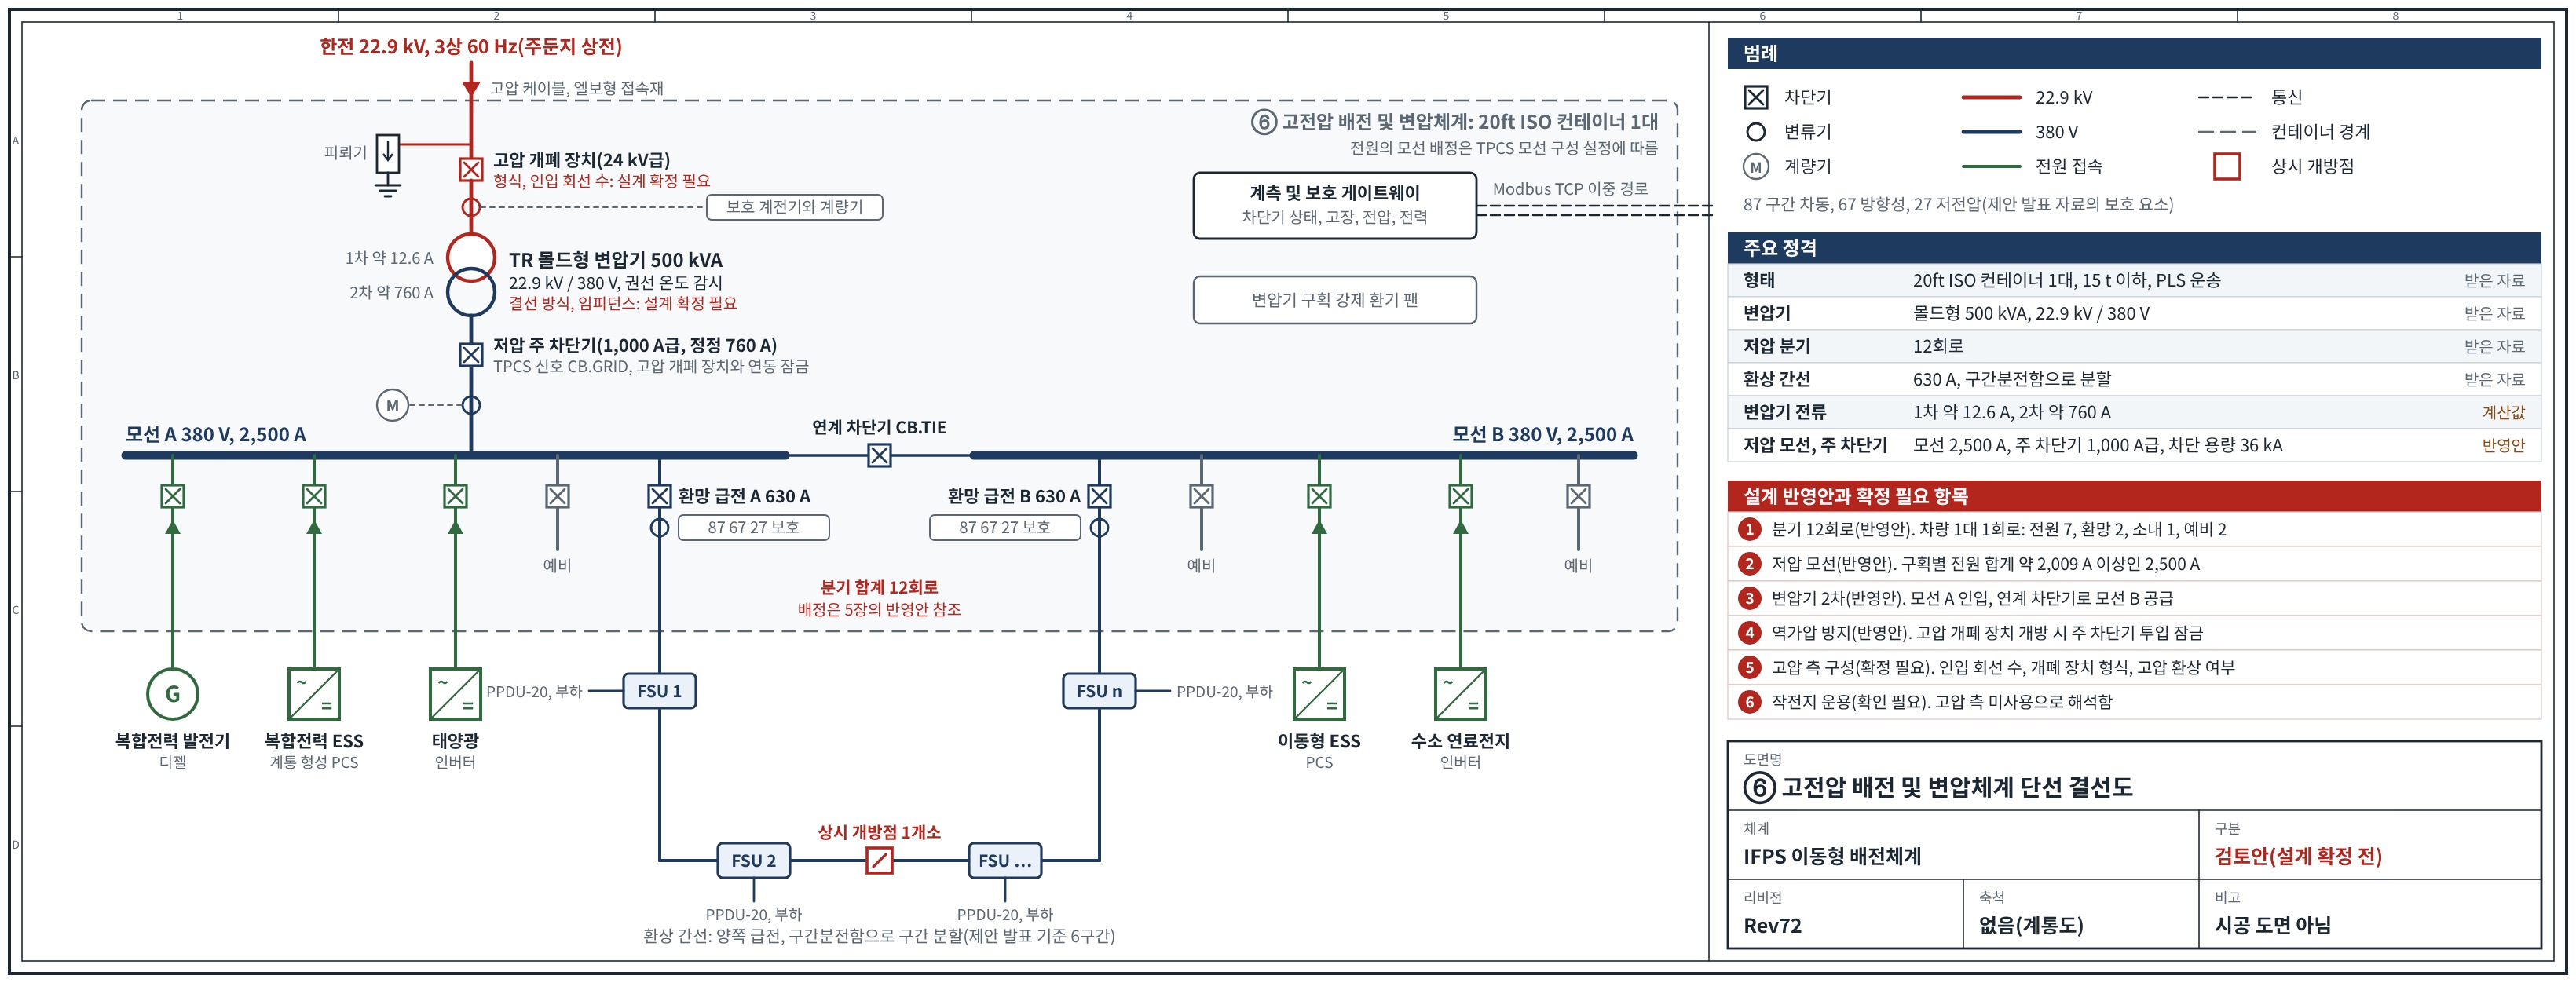 1 2 3 4 5 6 7 8
A
B
C
D
한전 22.9 kV, 3상 60 Hz(주둔지 상전)
고압 케이블, 엘보형 접속재
⑥ 고전압 배전 및 변압체계: 20ft ISO 컨테이너 1대
전원의 모선 배정은 TPCS 모선 구성 설정에 따름
피뢰기
고압 개폐 장치(24 kV급)
형식, 인입 회선 수: 설계 확정 필요
보호 계전기와 계량기
계측 및 보호 게이트웨이
차단기 상태, 고장, 전압, 전력
Modbus TCP 이중 경로
1차 약 12.6 A
2차 약 760 A
TR 몰드형 변압기 500 kVA
22.9 kV / 380 V, 권선 온도 감시
결선 방식, 임피던스: 설계 확정 필요
변압기 구획 강제 환기 팬
저압 주 차단기(1,000 A급, 정정 760 A)
TPCS 신호 CB.GRID, 고압 개폐 장치와 연동 잠금
M
모선 A 380 V, 2,500 A
연계 차단기 CB.TIE
모선 B 380 V, 2,500 A
환망 급전 A 630 A
87 67 27 보호
환망 급전 B 630 A
87 67 27 보호
예비
예비
예비
분기 합계 12회로
배정은 5장의 반영안 참조
G
~
=
~
=
PPDU-20, 부하
FSU 1
FSU n
PPDU-20, 부하
~
=
~
=
복합전력 발전기
디젤
복합전력 ESS
계통 형성 PCS
태양광
인버터
이동형 ESS
PCS
수소 연료전지
인버터
상시 개방점 1개소
FSU 2
FSU ...
PPDU-20, 부하
PPDU-20, 부하
환상 간선: 양쪽 급전, 구간분전함으로 구간 분할(제안 발표 기준 6구간)
범례
차단기
22.9 kV
통신
변류기
380 V
컨테이너 경계
M
계량기
전원 접속
상시 개방점
87 구간 차동, 67 방향성, 27 저전압(제안 발표 자료의 보호 요소)
주요 정격
형태 20ft ISO 컨테이너 1대, 15 t 이하, PLS 운송 받은 자료
변압기 몰드형 500 kVA, 22.9 kV / 380 V 받은 자료
저압 분기 12회로 받은 자료
환상 간선 630 A, 구간분전함으로 분할 받은 자료
변압기 전류 1차 약 12.6 A, 2차 약 760 A 계산값
저압 모선, 주 차단기 모선 2,500 A, 주 차단기 1,000 A급, 차단 용량 36 kA 반영안
설계 반영안과 확정 필요 항목
1 분기 12회로(반영안). 차량 1대 1회로: 전원 7, 환망 2, 소내 1, 예비 2
2 저압 모선(반영안). 구획별 전원 합계 약 2,009 A 이상인 2,500 A
3 변압기 2차(반영안). 모선 A 인입, 연계 차단기로 모선 B 공급
4 역가압 방지(반영안). 고압 개폐 장치 개방 시 주 차단기 투입 잠금
5 고압 측 구성(확정 필요). 인입 회선 수, 개폐 장치 형식, 고압 환상 여부
6 작전지 운용(확인 필요). 고압 측 미사용으로 해석함
도면명
⑥ 고전압 배전 및 변압체계 단선 결선도
체계
IFPS 이동형 배전체계
구분
검토안(설계 확정 전)
리비전
Rev72
축척
없음(계통도)
비고
시공 도면 아님